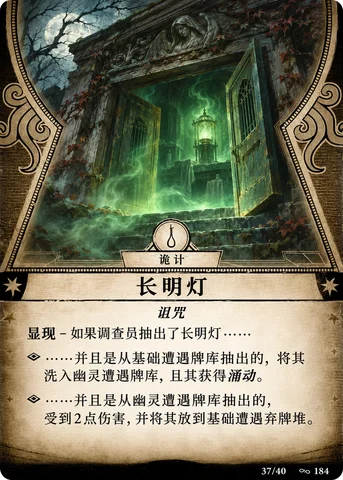 诡计
长明灯
诅咒
显现 – 如果调查员抽出了长明灯……
……并且是从基础遭遇牌库抽出的，将其
洗入幽灵遭遇牌库，且其获得涌动。
……并且是从幽灵遭遇牌库抽出的，
受到2点伤害，并将其放到基础遭遇弃牌堆。
37/40 184